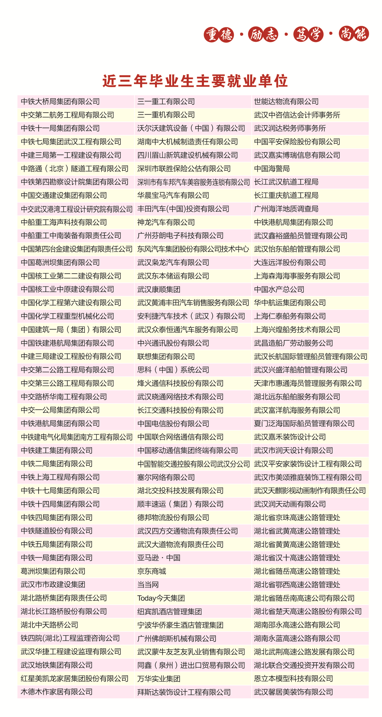 重德·励志·笃学·尚能
近三年毕业生主要就业单位
中铁大桥局集团有限公司 三一重工有限公司 世能达物流有限公司
中交第二航务工程局有限公司 三一重机有限公司 武汉中咨信达会计师事务所
中铁十一局集团有限公司 沃尔沃建筑设备（中国）有限公司 武汉润达税务师事务所
中铁七局集团武汉工程有限公司 湖南中大机械制造责任有限公司 中国平安保险股份有限公司
中建三局第一工程建设有限公司 四川眉山新筑建设机械有限公司 武汉嘉实博瑞信息有限公司
中路通（北京）隧道工程有限公司 深圳市联胜保险公估有限公司 中国海警局
中铁第四勘察设计院集团有限公司 深圳市有车邦汽车美容服务连锁有限公司 长江武汉航道工程局
中国交通建设集团有限公司 华晨宝马汽车有限公司 长江重庆航道工程局
中交武汉港湾工程设计研究院有限公司 丰田汽车(中国)投资有限公司 广州海洋地质调查局
中船重工海声科技有限公司 神龙汽车有限公司 中铁港航局集团有限公司
中船重工中南装备有限责任公司 广州芬朗电子科技有限公司 武汉鑫裕盛船员管理有限公司
中国第四冶金建设集团有限责任公司 东风汽车集团股份有限公司技术中心 武汉怡东船舶管理有限公司
中国葛洲坝集团有限公司 武汉枭龙汽车有限公司 大连远洋股份有限公司
中国核工业第二二建设有限公司 武汉东本储运有限公司 上海森海海事服务有限公司
中国核工业中原建设有限公司 武汉康顺集团 中国水产总公司
中国化学工程第六建设有限公司 武汉黄浦丰田汽车销售服务有限公司 华中航运集团有限公司
中国化学工程重型机械化公司 安利捷汽车技术（武汉）有限公司 上海仁泰船务有限公司
中国建筑一局（集团）有限公司 武汉众泰恒通汽车服务有限公司 上海兴煌船务技术有限公司
中国铁建港航局集团有限公司 中兴通讯股份有限公司 武昌造船厂劳动服务公司
中建三局建设工程股份有限公司 联想集团有限公司 武汉长航国际管理船员管理有限公司
中交第二公路工程局有限公司 思科（中国）系统公司 武汉兴盛洋船舶管理有限公司
中交第三公路工程局有限公司 烽火通信科技股份有限公司 天津市惠通海员管理服务有限公司
中交路桥华南工程有限公司 武汉晓通网络技术有限公司 湖北远东船舶服务有限公司
中交一公局集团有限公司 长江交通科技股份有限公司 武汉富洋航海服务有限公司
中铁港航局集团有限公司 中国电信股份有限公司 夏门泛海国际船员管理有限公司
中铁建电气化局集团南方工程有限公司 中国联合网络通信有限公司 武汉嘉禾装饰设计公司
中铁建工集团有限公司 中国移动通信集团终端有限公司 武汉市润天设计有限公司
中铁二局集团有限公司 中国智能交通控股有限公司武汉分公司 武汉平安家装饰设计工程有限公司
中铁上海工程局有限公司 塞尔网络有限公司 武汉市美颂雅庭装饰工程有限公司
中铁十七局集团有限公司 湖北交投科技发展有限公司 武汉天麒影视动画制作有限责任公司
中铁十四局集团有限公司 顺丰速运（集团）有限公司 武汉润天动画有限公司
中铁四局集团有限公司 德邦物流股份有限公司 湖北省京珠高速公路管理处
中铁隧道股份有限公司 武汉四方交通物流有限责任公司 湖北省武黄高速公路管理处
中铁五局集团有限公司 武汉大道物流有限责任公司 湖北省黄黄高速公路管理处
中铁一局集团有限公司 亚马逊·中国 湖北省汉十高速公路管理处
葛洲坝集团有限公司 京东商城 湖北省随岳高速公路管理处
武汉市市政建设集团 当当网 湖北省鄂西高速公路管理处
湖北路桥集团有限责任公司 Today今天集团 湖北省随岳南高速公司有限公司
湖北长江路桥股份有限公司 绍宾凯酒店管理集团 湖北省楚天高速公路股份有限公司
湖北中天路桥公司 宁波华侨豪生酒店管理集团 湖南邵永高速公路有限公司
铁四院(湖北)工程监理咨询公司 广州佛朗斯机械有限公司 湖南永蓝高速公路有限公司
武汉华捷工程建设监理有限公司 武汉蒙牛友芝友乳业销售有限公司 湖北武荆高速公路发展有限公司
武汉地铁集团有限公司 同鑫（泉州）进出口贸易有限公司 湖北联合交通投资开发有限公司
红星美凯龙家居集团股份有限公司 万华实业集团 恩立本模型科技有限公司
木德木作家居有限公司 拜斯达装饰设计工程有限公司 武汉馨居美装饰有限公司